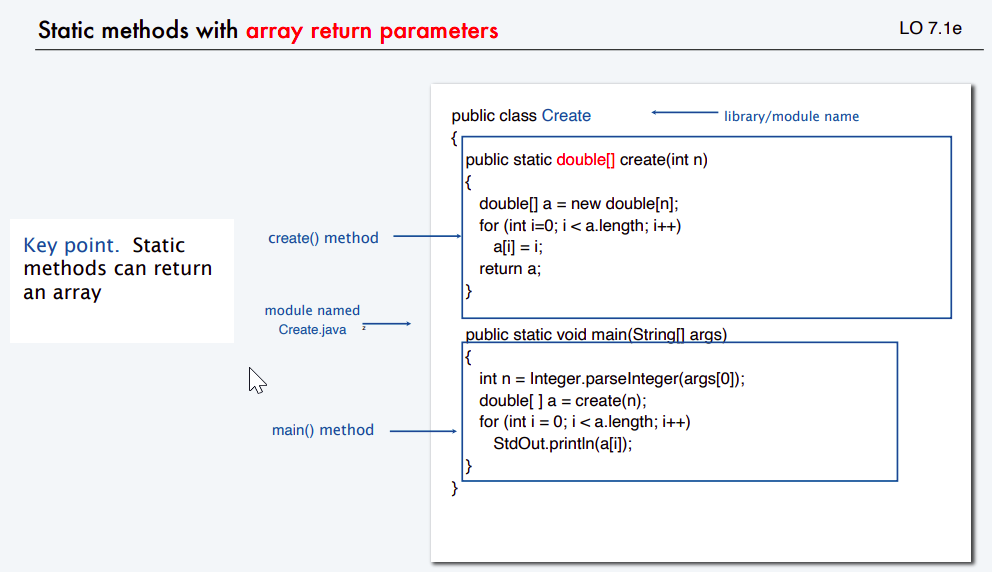 Static methods with array return parameters
LO 7.1e
Key point. Static
methods can return
an array
create() method
module named
Create.java
z
main() method
public class Create
library/module name
{
public static double[] create(int n)
{
double[] a = new double[n];
for (int i=0; i < a.length; i++)
a[i] = i;
return a;
}
public static void main(String[] args)
{
int n = Integer.parseInteger(args[0]);
double[ ] a = create(n);
for (int i = 0; i < a.length; i++)
StdOut.println(a[i]);
}
}